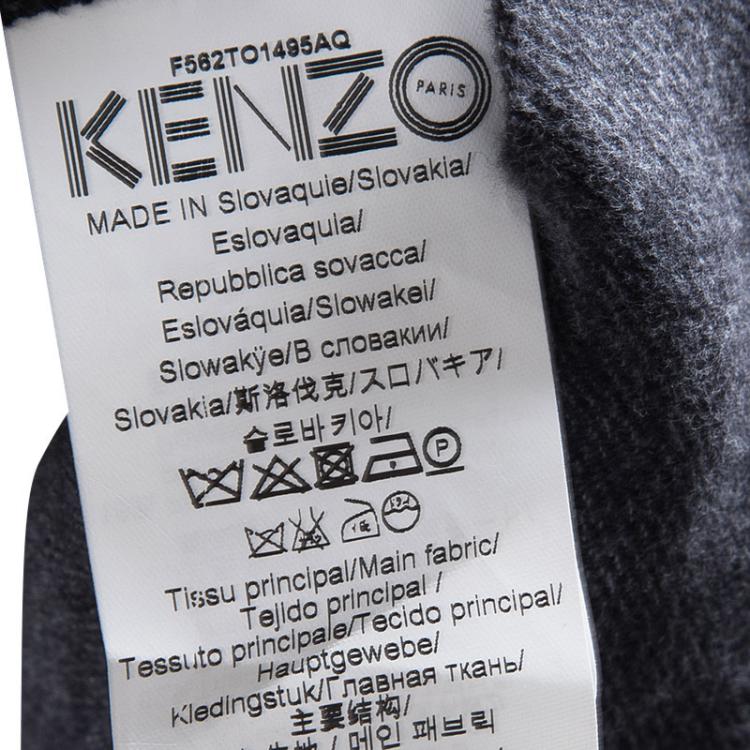 F562TO1495AQ
KENZO PARIS
MADE IN Slovaquie/Slovakia/
Eslovaquia/
Repubblica sovacca/
Eslováquia/Slowakei/
Slowakÿe/В словакии/
Slovakia/斯洛伐克/スロバキア/
슬로바키아/
P
Tissu principal/Main fabric/
Tejido principal /
Tessuto principale/Tecido principal/
Hauptgewebe/
Kledingstuk/Главная ткань/
主要结构/
/ 메인 패브릭